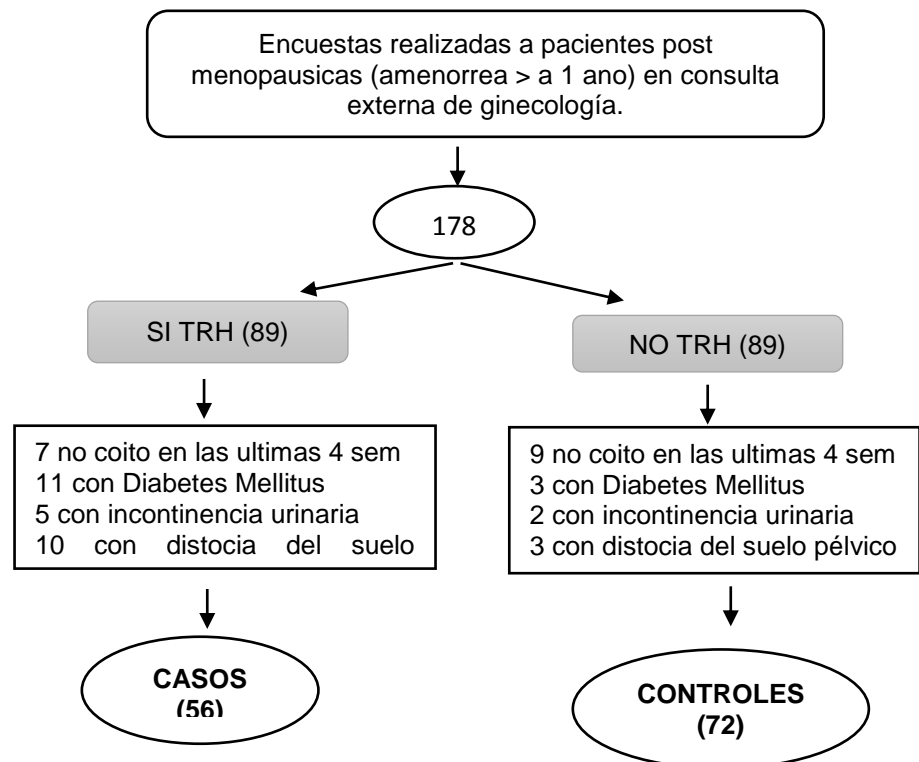 Encuestas realizadas a pacientes post
menopausicas (amenorrea > a 1 ano) en consulta
externa de ginecología.
178
SI TRH (89)
NO TRH (89)
7 no coito en las ultimas 4 sem
11 con Diabetes Mellitus
5 con incontinencia urinaria
10 con distocia del suelo
9 no coito en las ultimas 4 sem
3 con Diabetes Mellitus
2 con incontinencia urinaria
3 con distocia del suelo pélvico
CASOS
(56)
CONTROLES
(72)